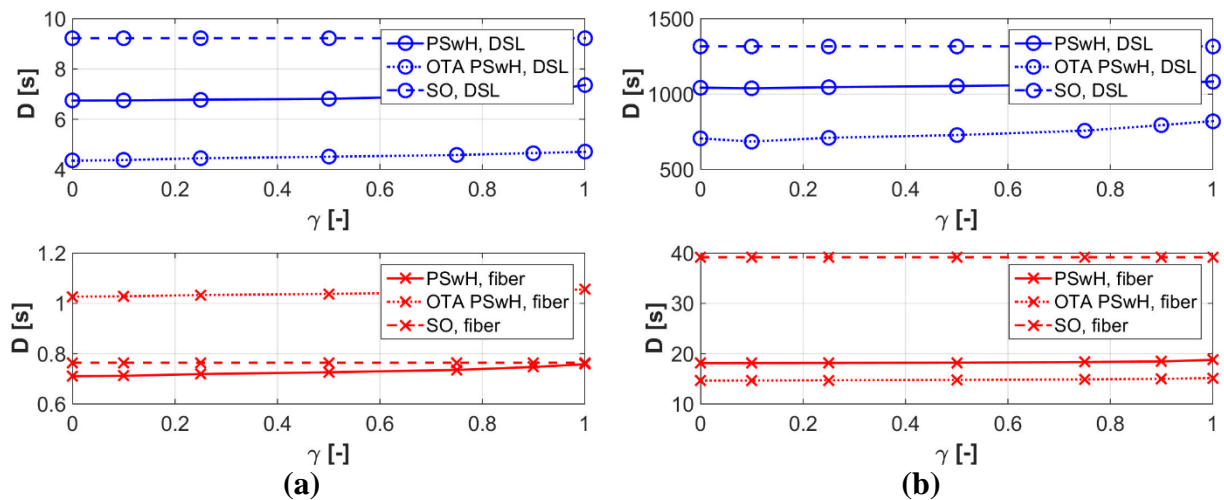 10
8
6
4
D [s]
PSwH, DSL
OTA PSwH, DSL
SO, DSL
0 0.2 0.4 0.6 0.8 1
γ [-]
1.2
1
0.8
0.6
D [s]
PSwH, fiber
OTA PSwH, fiber
SO, fiber
0 0.2 0.4 0.6 0.8 1
γ [-]
(a)
1500
1000
500
D [s]
PSwH, DSL
OTA PSwH, DSL
SO, DSL
0 0.2 0.4 0.6 0.8 1
γ [-]
40
30
20
10
D [s]
PSwH, fiber
OTA PSwH, fiber
SO, fiber
0 0.2 0.4 0.6 0.8 1
γ [-]
(b)